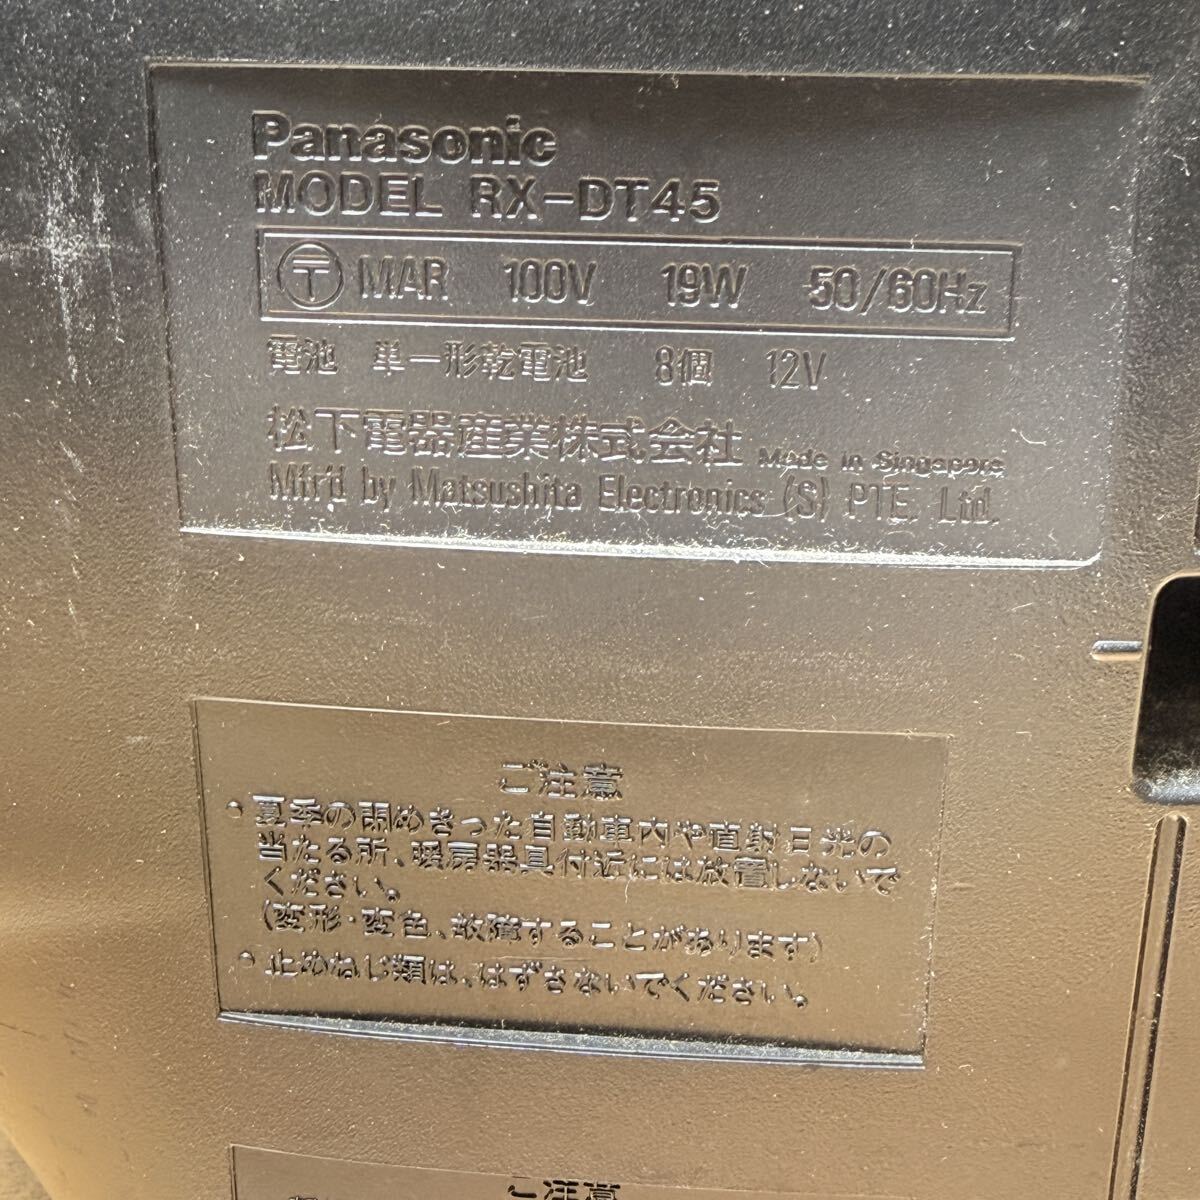 Panasonic
MODEL RX-DT45
〒 MAR 100V 19W 50/60Hz
電池 単一形乾電池 8個 12V
松下電器産業株式会社 Made in Singapore
Mfr'd by Matsushita Electronics (S) PTE. Ltd.
ご注意
・夏季の閉めきった自動車内や直射日光の
当たる所、暖房器具付近には放置しないで
ください。
(変形・変色、故障することがあります)
・止めねじ類は、はずさないでください。
ご注意